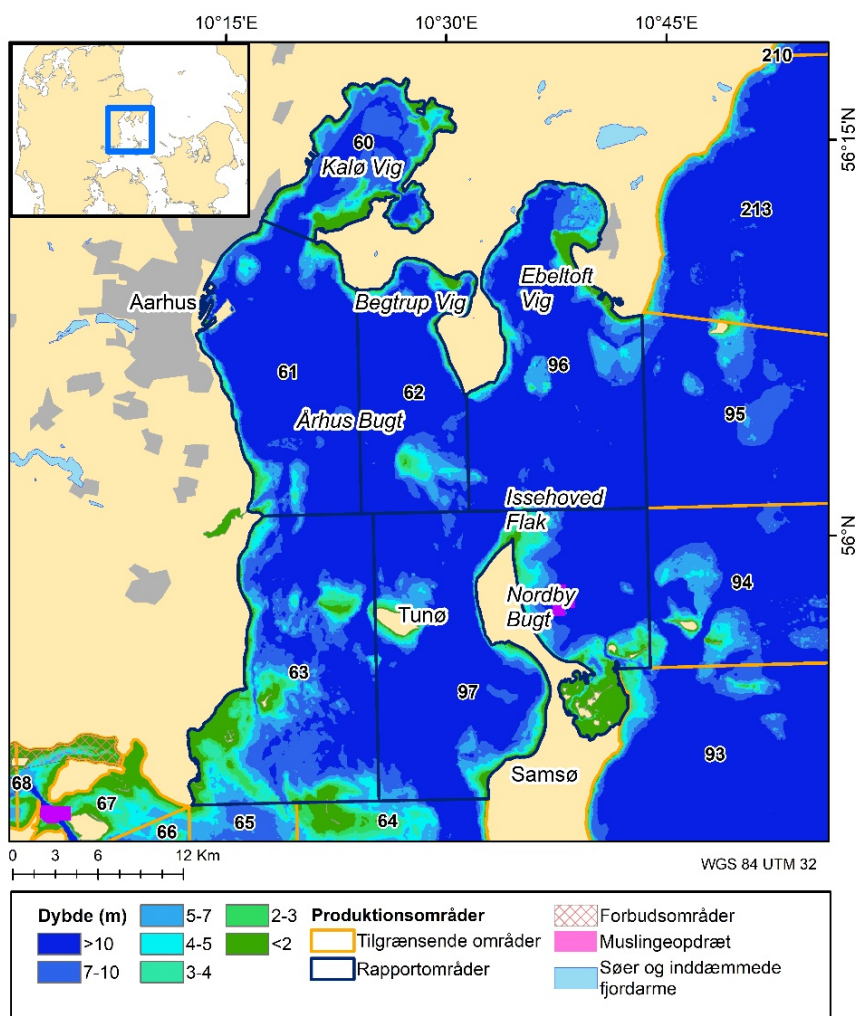 10°15'E
10°30'E
10°45'E
210
56°15'N
60
Kalø Vig
213
Ebeltoft
Vig
Aarhus
Begtrup Vig
96
61
62
95
Århus Bugt
Issehoved
Flak
56°N
94
Nordby
Bugt
Tunø
63
97
93
Samsø
68
67
66
65
64
0 3 6 12 Km
WGS 84 UTM 32
Dybde (m)
>10
7-10
5-7
4-5
3-4
2-3
<2
Produktionsområder
Tilgrænsende områder
Rapportområder
Forbudsområder
Muslingeopdræt
Søer og inddæmmede
fjordarme